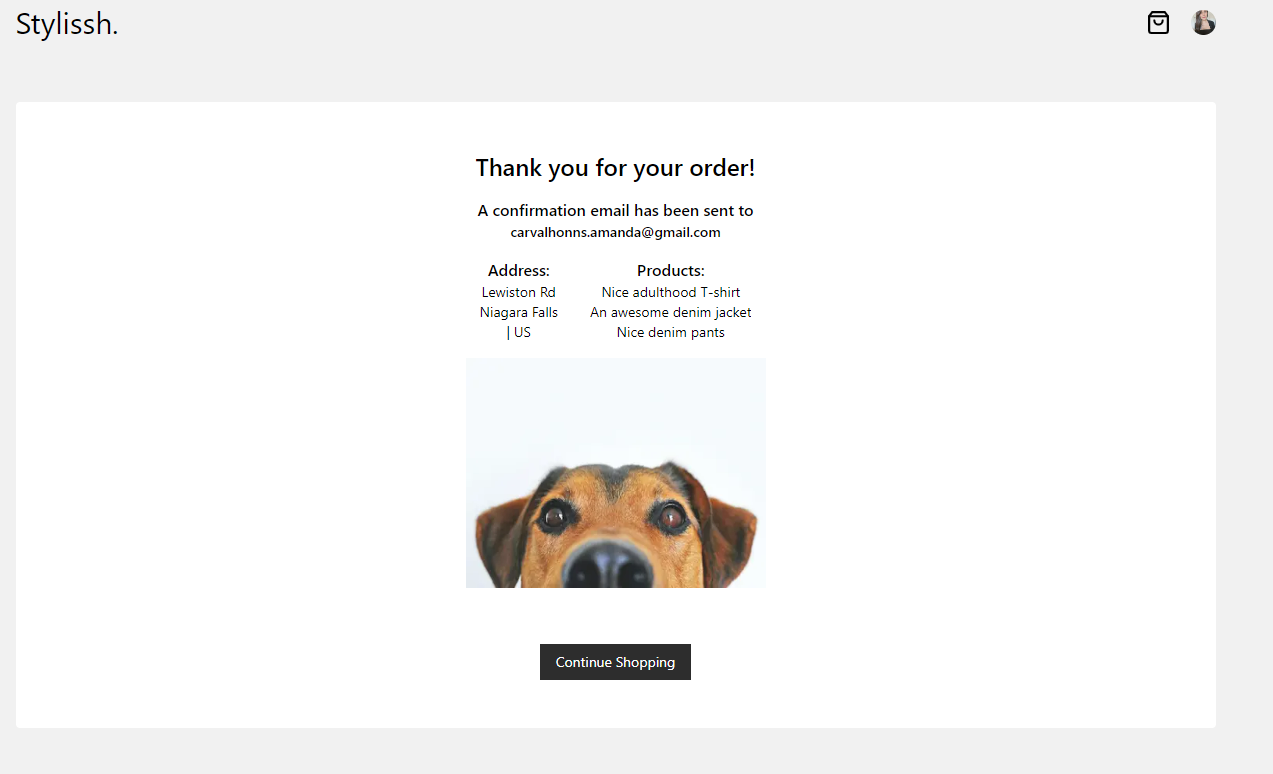 Stylissh.
Thank you for your order!
A confirmation email has been sent to
carvalhonns.amanda@gmail.com
Address:
Lewiston Rd
Niagara Falls
| US
Products:
Nice adulthood T-shirt
An awesome denim jacket
Nice denim pants
Continue Shopping